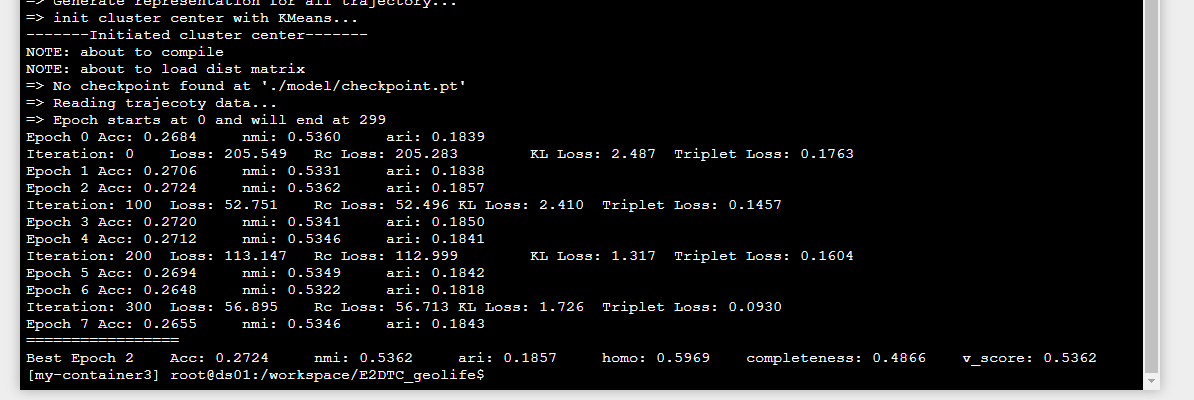 => Generate representation for all trajectory...
=> init cluster center with KMeans...
-------Initiated cluster center-------
NOTE: about to compile
NOTE: about to load dist matrix
=> No checkpoint found at './model/checkpoint.pt'
=> Reading trajecoty data...
=> Epoch starts at 0 and will end at 299
Epoch 0 Acc: 0.2684     nmi: 0.5360     ari: 0.1839
Iteration: 0    Loss: 205.549   Rc Loss: 205.283        KL Loss: 2.487  Triplet Loss: 0.1763
Epoch 1 Acc: 0.2706     nmi: 0.5331     ari: 0.1838
Epoch 2 Acc: 0.2724     nmi: 0.5362     ari: 0.1857
Iteration: 100  Loss: 52.751    Rc Loss: 52.496 KL Loss: 2.410  Triplet Loss: 0.1457
Epoch 3 Acc: 0.2720     nmi: 0.5341     ari: 0.1850
Epoch 4 Acc: 0.2712     nmi: 0.5346     ari: 0.1841
Iteration: 200  Loss: 113.147   Rc Loss: 112.999        KL Loss: 1.317  Triplet Loss: 0.1604
Epoch 5 Acc: 0.2694     nmi: 0.5349     ari: 0.1842
Epoch 6 Acc: 0.2648     nmi: 0.5322     ari: 0.1818
Iteration: 300  Loss: 56.895    Rc Loss: 56.713 KL Loss: 1.726  Triplet Loss: 0.0930
Epoch 7 Acc: 0.2655     nmi: 0.5346     ari: 0.1843
=================
Best Epoch 2    Acc: 0.2724     nmi: 0.5362     ari: 0.1857     homo: 0.5969    completeness: 0.4866    v_score: 0.5362
[my-container3] root@ds01:/workspace/E2DTC_geolife$